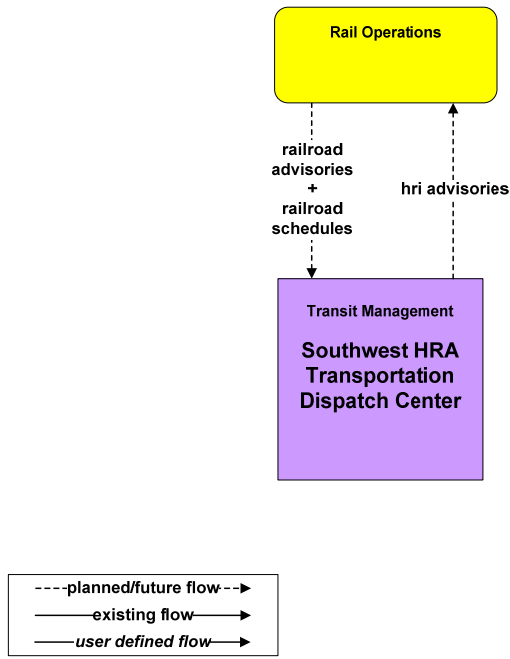 Rail Operations
railroad
advisories
+
railroad
schedules
hri advisories
Transit Management
Southwest HRA
Transportation
Dispatch Center
planned/future flow
existing flow
user defined flow